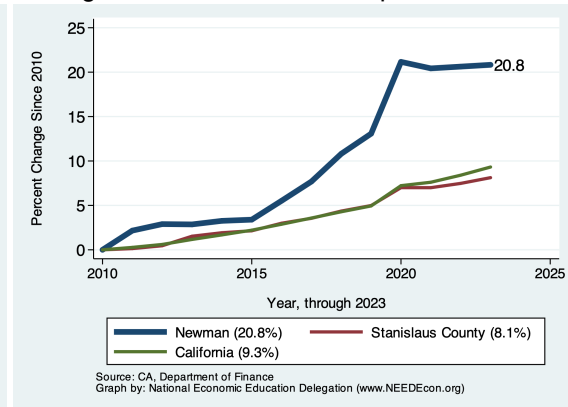 25
20
15
10
5
0
Percent Change Since 2010
20.8
2010 2015 2020 2025
Year, through 2023
Newman (20.8%) Stanislaus County (8.1%)
California (9.3%)
Source: CA, Department of Finance
Graph by: National Economic Education Delegation (www.NEEDEcon.org)